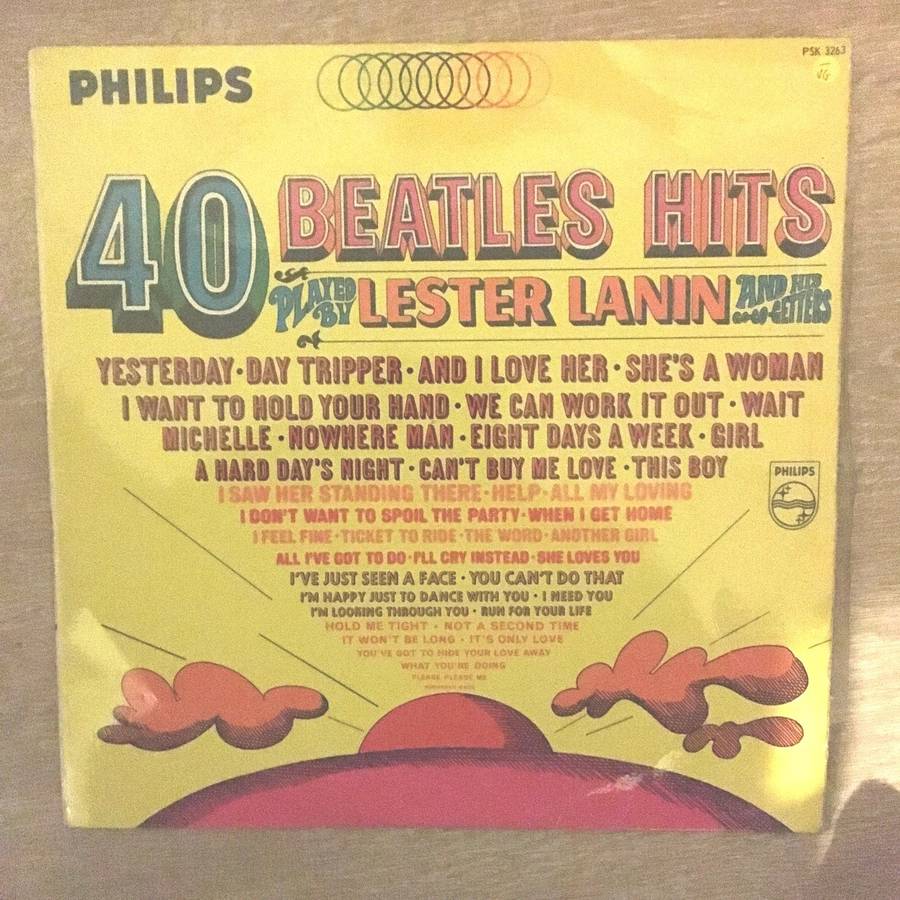 PHILIPS
PSK 3263
VG
40 BEATLES HITS
PLAYED BY LESTER LANIN AND HIS GO-GO-GETTERS
YESTERDAY · DAY TRIPPER · AND I LOVE HER · SHE'S A WOMAN
I WANT TO HOLD YOUR HAND · WE CAN WORK IT OUT · WAIT
MICHELLE · NOWHERE MAN · EIGHT DAYS A WEEK · GIRL
A HARD DAY'S NIGHT · CAN'T BUY ME LOVE · THIS BOY
PHILIPS
I SAW HER STANDING THERE · HELP · ALL MY LOVING
I DON'T WANT TO SPOIL THE PARTY · WHEN I GET HOME
I FEEL FINE · TICKET TO RIDE · THE WORD · ANOTHER GIRL
ALL I'VE GOT TO DO · I'LL CRY INSTEAD · SHE LOVES YOU
I'VE JUST SEEN A FACE · YOU CAN'T DO THAT
I'M HAPPY JUST TO DANCE WITH YOU · I NEED YOU
I'M LOOKING THROUGH YOU · RUN FOR YOUR LIFE
HOLD ME TIGHT · NOT A SECOND TIME
IT WON'T BE LONG · IT'S ONLY LOVE
YOU'VE GOT TO HIDE YOUR LOVE AWAY
WHAT YOU'RE DOING
PLEASE PLEASE ME